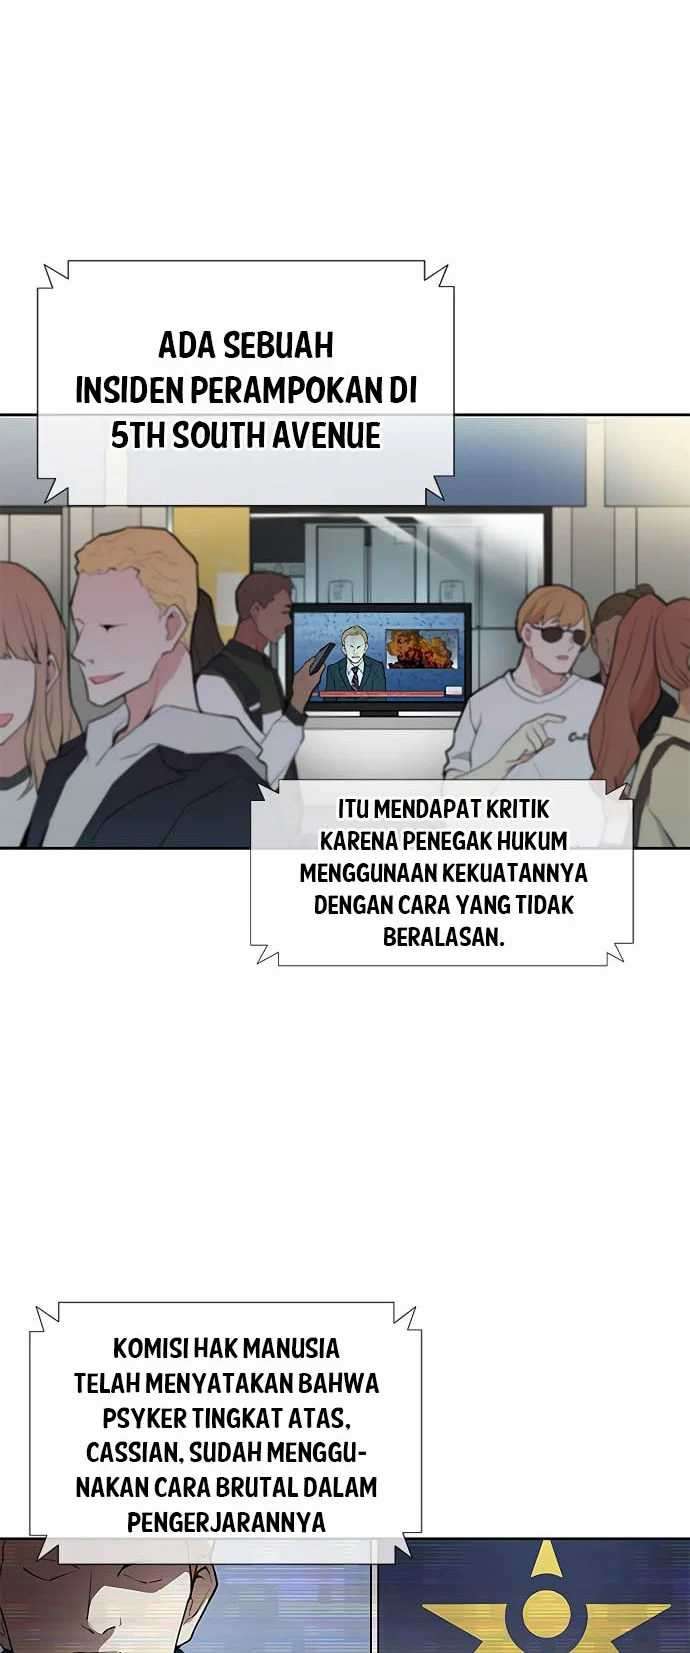 ADA SEBUAH
INSIDEN PERAMPOKAN DI
5TH SOUTH AVENUE
ITU MENDAPAT KRITIK
KARENA PENEGAK HUKUM
MENGGUNAAN KEKUATANNYA
DENGAN CARA YANG TIDAK
BERALASAN.
KOMISI HAK MANUSIA
TELAH MENYATAKAN BAHWA
PSYKER TINGKAT ATAS,
CASSIAN, SUDAH MENGGU-
NAKAN CARA BRUTAL DALAM
PENGERJARANNYA